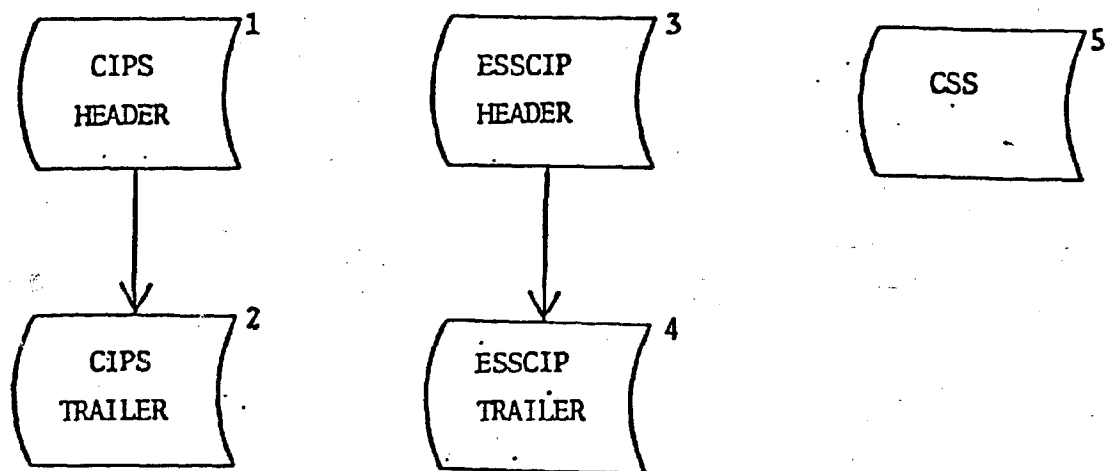 1
CIPS
HEADER
2
CIPS
TRAILER
3
ESSCIP
HEADER
4
ESSCIP
TRAILER
5
CSS